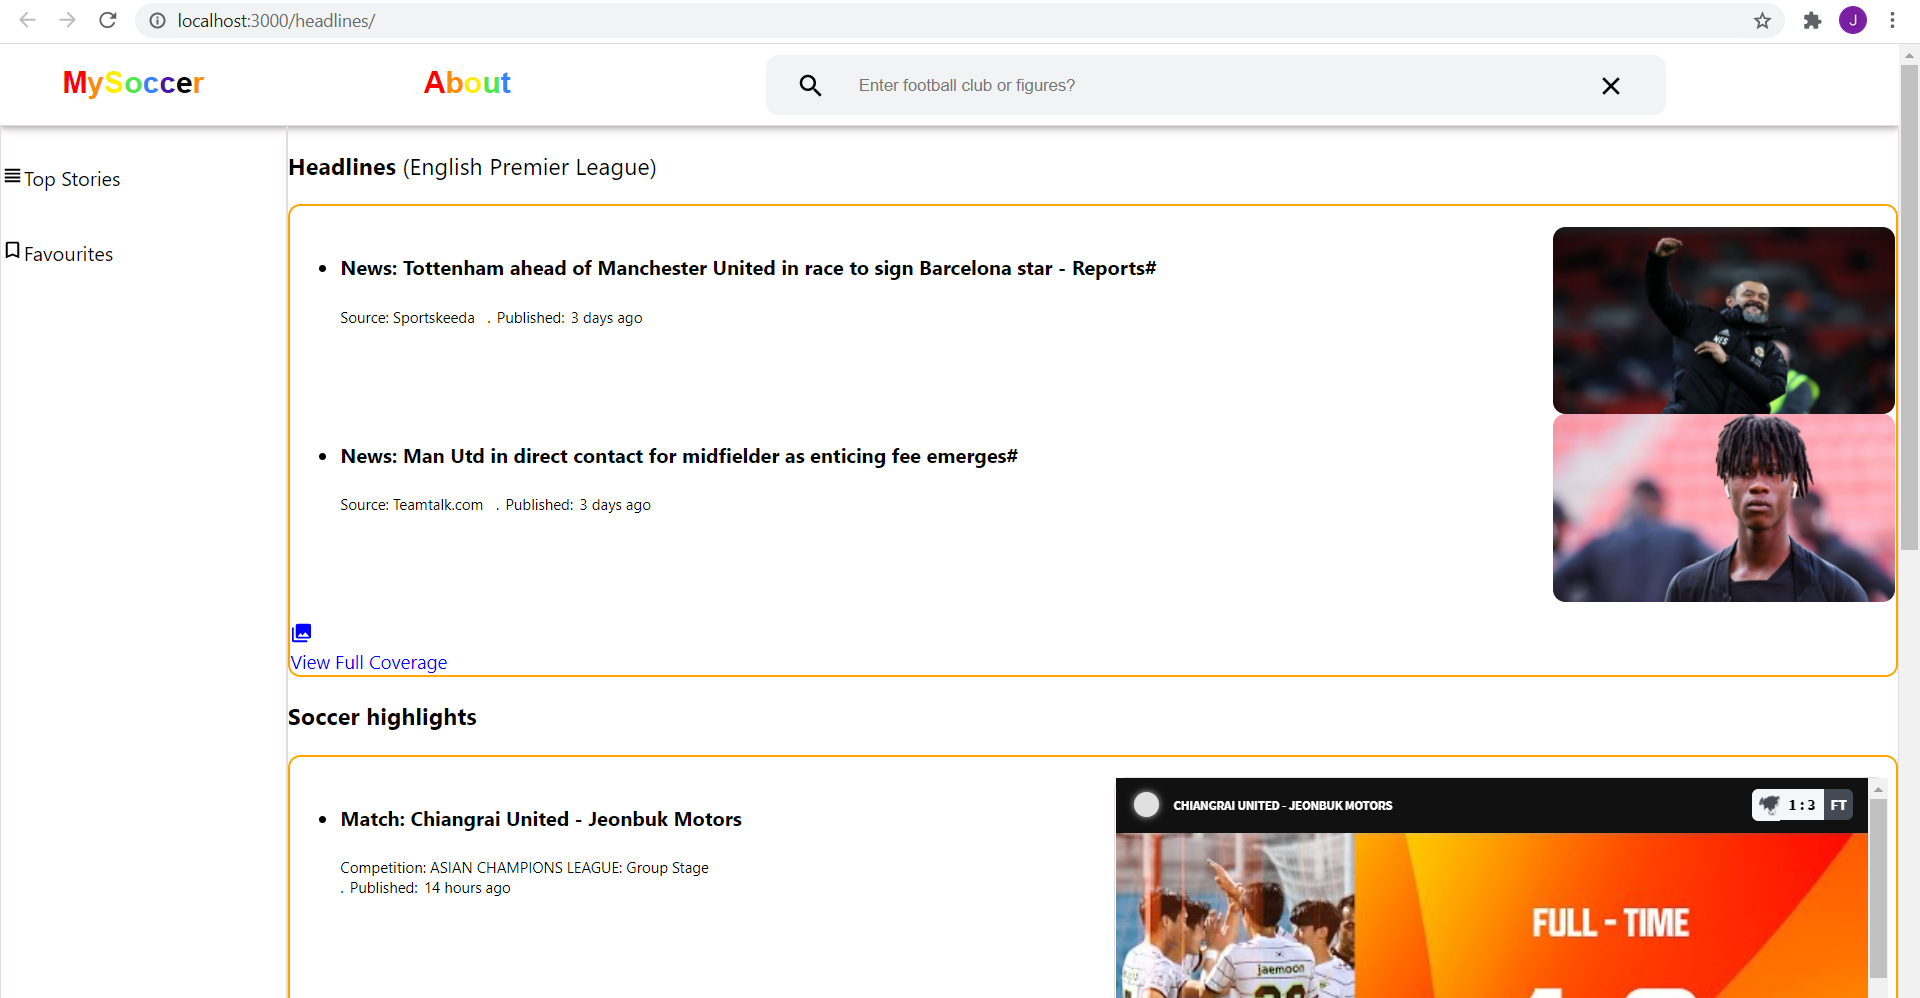 localhost:3000/headlines/
J
MySoccer
About
Enter football club or figures?
Top Stories
Favourites
Headlines (English Premier League)
News: Tottenham ahead of Manchester United in race to sign Barcelona star - Reports#
Source: Sportskeeda . Published: 3 days ago
NES
News: Man Utd in direct contact for midfielder as enticing fee emerges#
Source: Teamtalk.com . Published: 3 days ago
View Full Coverage
Soccer highlights
Match: Chiangrai United - Jeonbuk Motors
Competition: ASIAN CHAMPIONS LEAGUE: Group Stage
. Published: 14 hours ago
CHIANGRAI UNITED - JEONBUK MOTORS
1 : 3 FT
FULL - TIME
jaemoon